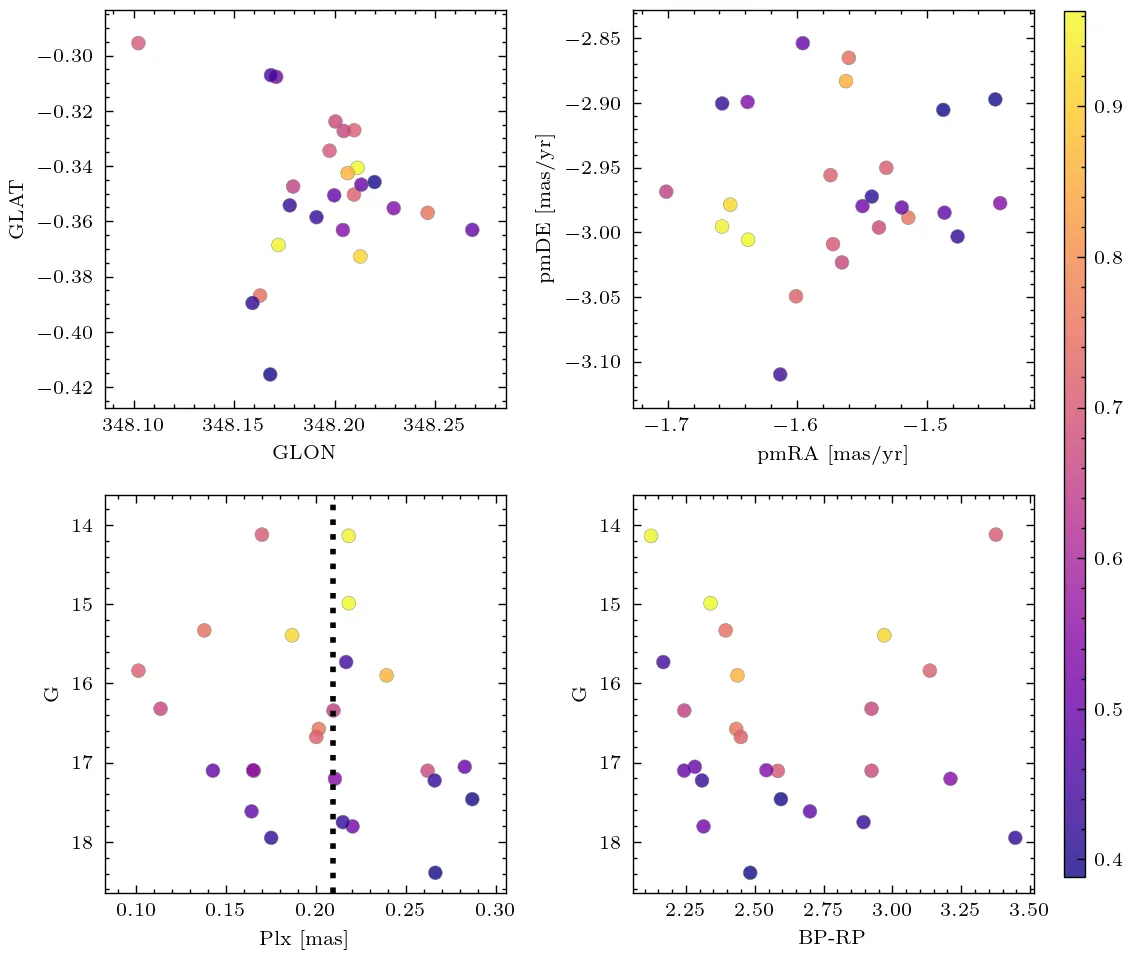 −0.30
−0.32
−0.34
−0.36
−0.38
−0.40
−0.42
GLAT
348.10 348.15 348.20 348.25
GLON
−2.85
−2.90
−2.95
−3.00
−3.05
−3.10
pmDE [mas/yr]
−1.7 −1.6 −1.5
pmRA [mas/yr]
14
15
16
17
18
G
0.10 0.15 0.20 0.25 0.30
Plx [mas]
14
15
16
17
18
G
2.25 2.50 2.75 3.00 3.25 3.50
BP-RP
0.9
0.8
0.7
0.6
0.5
0.4